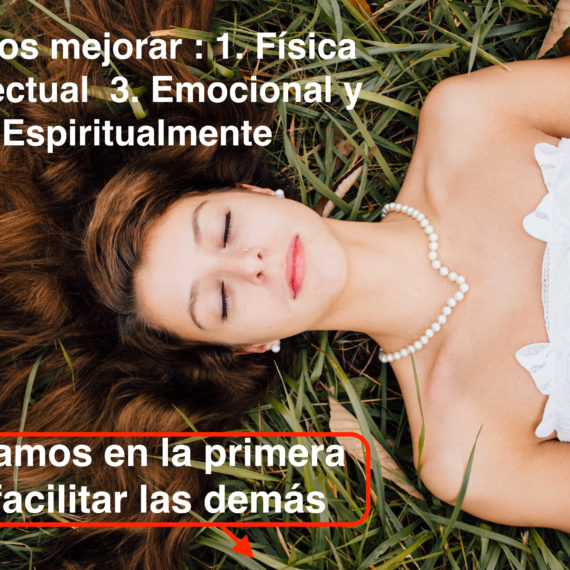 os mejorar : 1. Física
ectual 3. Emocional y
Espiritualmente
amos en la primera
facilitar las demás